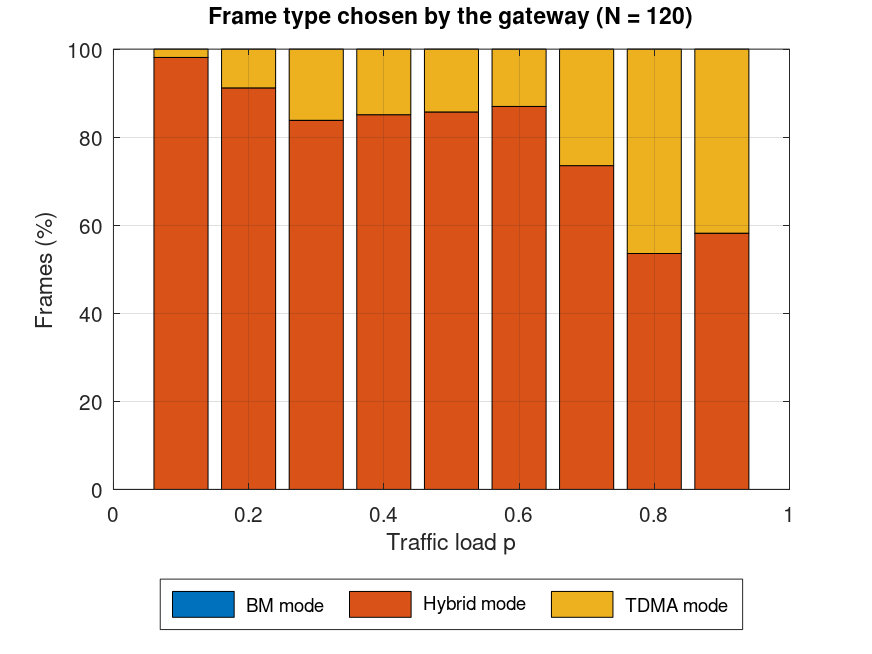 Frame type chosen by the gateway (N = 120)
100
80
60
40
20
0
Frames (%)
0 0.2 0.4 0.6 0.8 1
Traffic load p
BM mode Hybrid mode TDMA mode